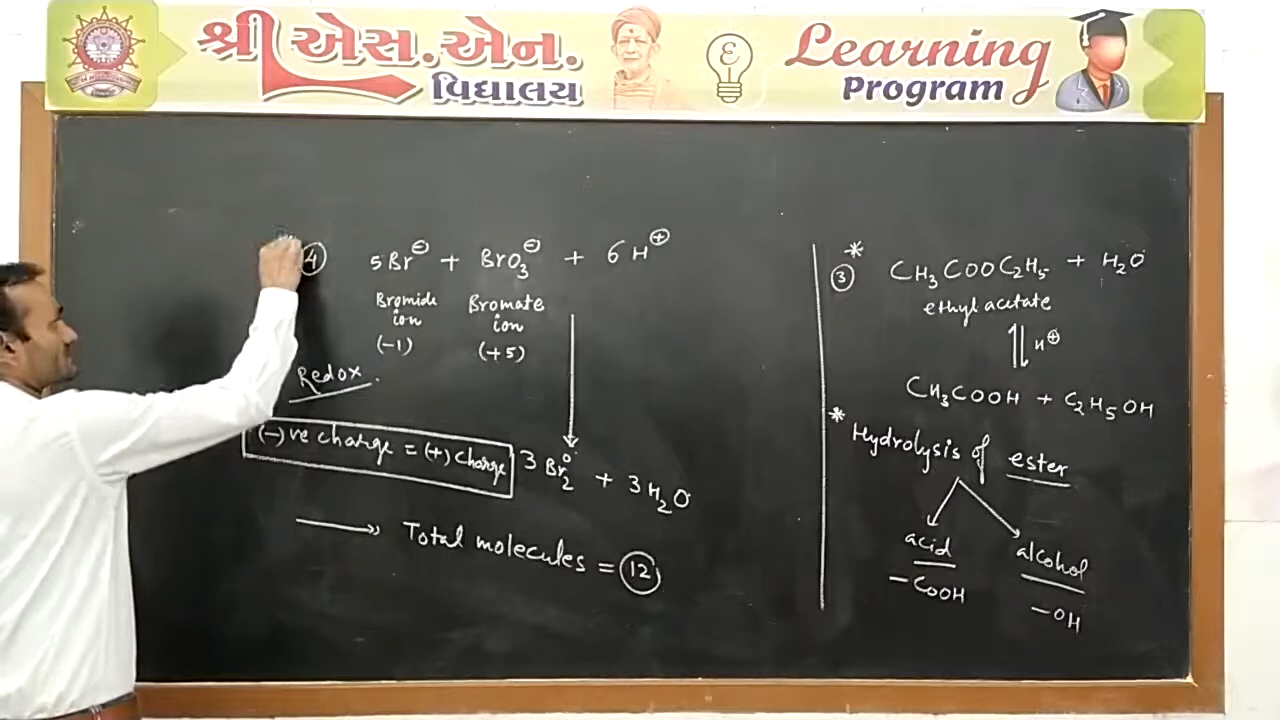 શ્રી એસ.એન.
વિદ્યાલય
Learning
Program
4 5Br⊖ + BrO3⊖ + 6H⊕
Bromide ion Bromate ion
(-1) (+5)
Redox.
(-)ve charge = (+) charge 3Br2⁰ + 3H2O
→ Total molecules = 12
*
3 CH3COOC2H5 + H2O
ethyl acetate
⇌ H⊕
CH3COOH + C2H5OH
* Hydrolysis of ester
acid alcohol
-COOH -OH